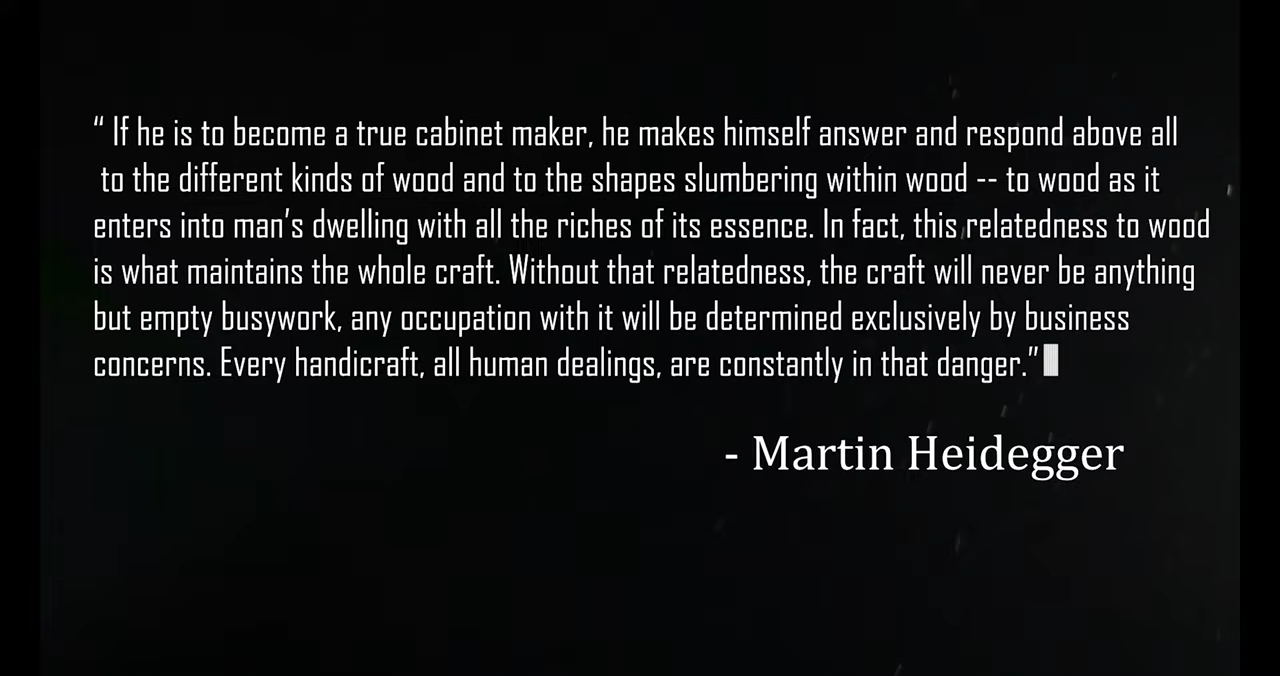 “ If he is to become a true cabinet maker, he makes himself answer and respond above all
to the different kinds of wood and to the shapes slumbering within wood -- to wood as it
enters into man's dwelling with all the riches of its essence. In fact, this relatedness to wood
is what maintains the whole craft. Without that relatedness, the craft will never be anything
but empty busywork, any occupation with it will be determined exclusively by business
concerns. Every handicraft, all human dealings, are constantly in that danger.”
- Martin Heidegger